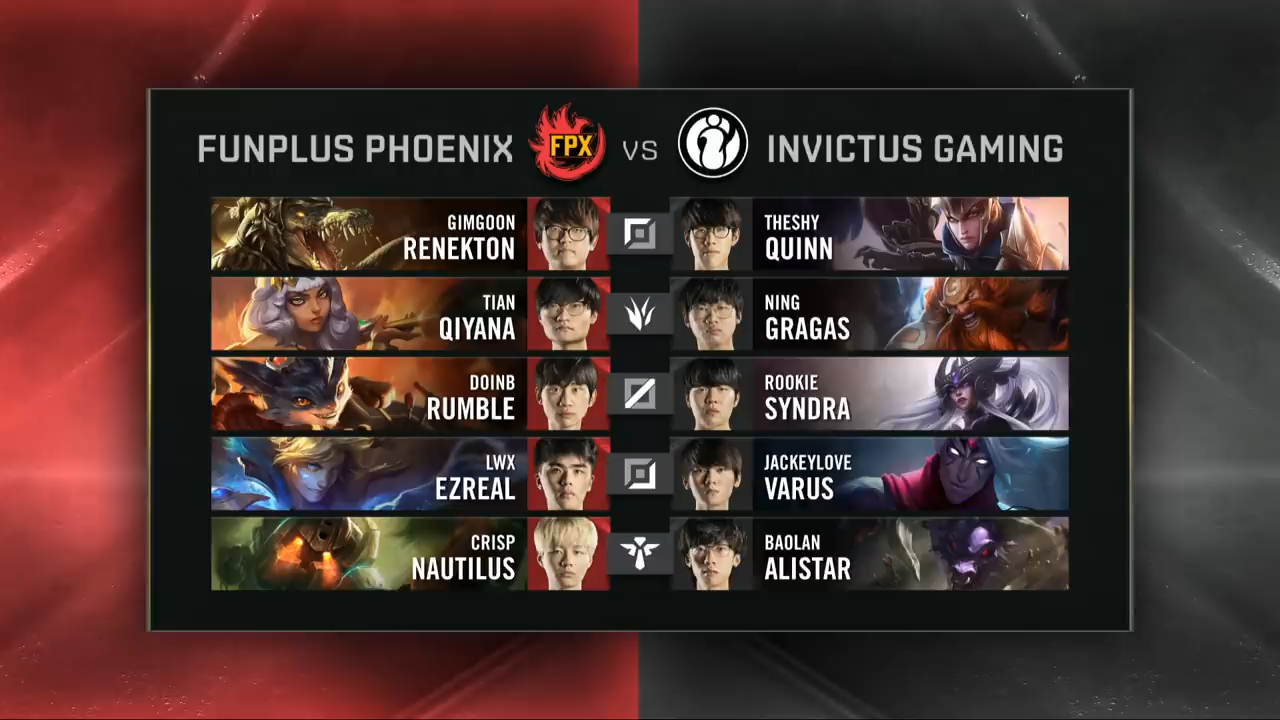 FUNPLUS PHOENIX FPX VS INVICTUS GAMING
GIMGOON
RENEKTON
THESHY
QUINN
TIAN
QIYANA
NING
GRAGAS
DOINB
RUMBLE
ROOKIE
SYNDRA
LWX
EZREAL
JACKEYLOVE
VARUS
CRISP
NAUTILUS
BAOLAN
ALISTAR